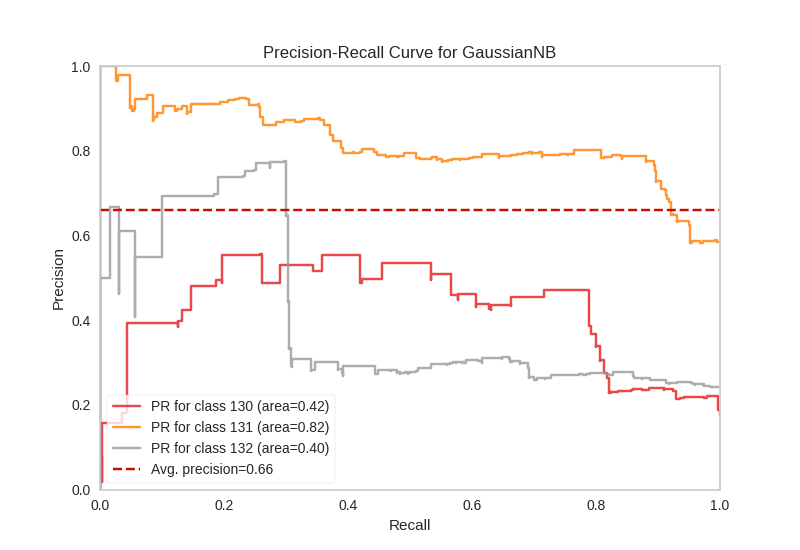 Precision-Recall Curve for GaussianNB
1.0
0.8
0.6
0.4
0.2
0.0
Precision
PR for class 130 (area=0.42)
PR for class 131 (area=0.82)
PR for class 132 (area=0.40)
Avg. precision=0.66
0.0 0.2 0.4 0.6 0.8 1.0
Recall